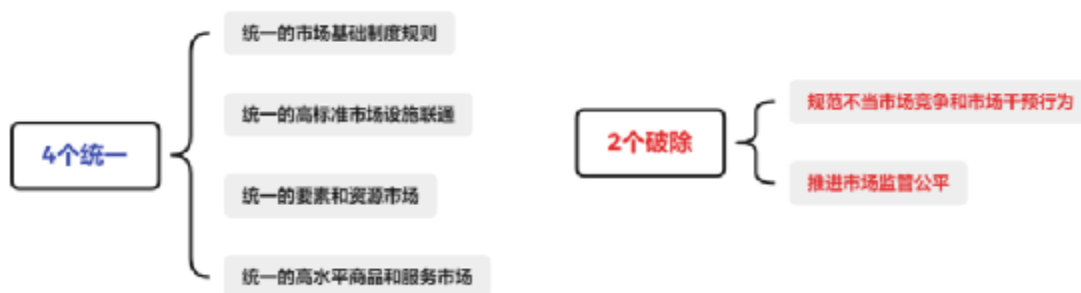 4个统一
统一的市场基础制度规则
统一的高标准市场设施联通
统一的要素和资源市场
统一的高水平商品和服务市场
2个破除
规范不当市场竞争和市场干预行为
推进市场监管公平